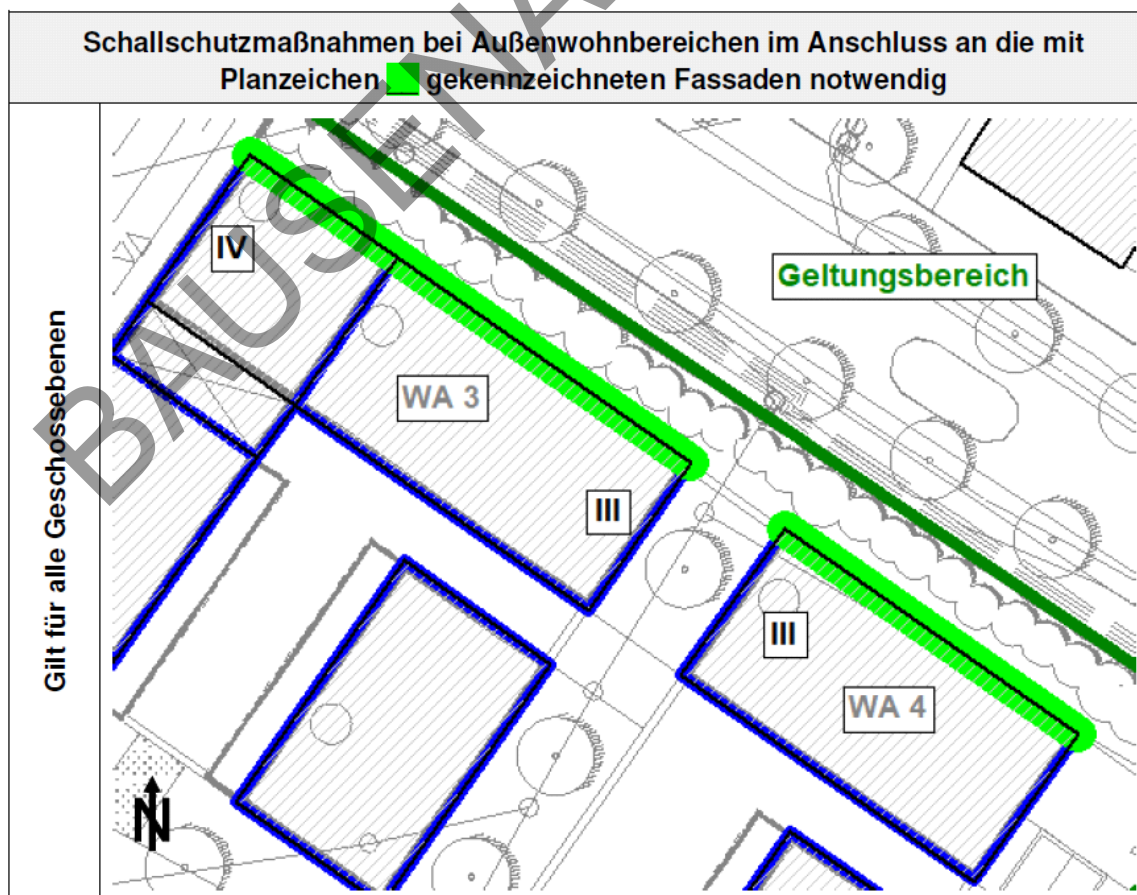 Schallschutzmaßnahmen bei Außenwohnbereichen im Anschluss an die mit
Planzeichen gekennzeichneten Fassaden notwendig
Gilt für alle Geschossebenen
IV
Geltungsbereich
WA 3
III
III
WA 4
N
BAUSENA